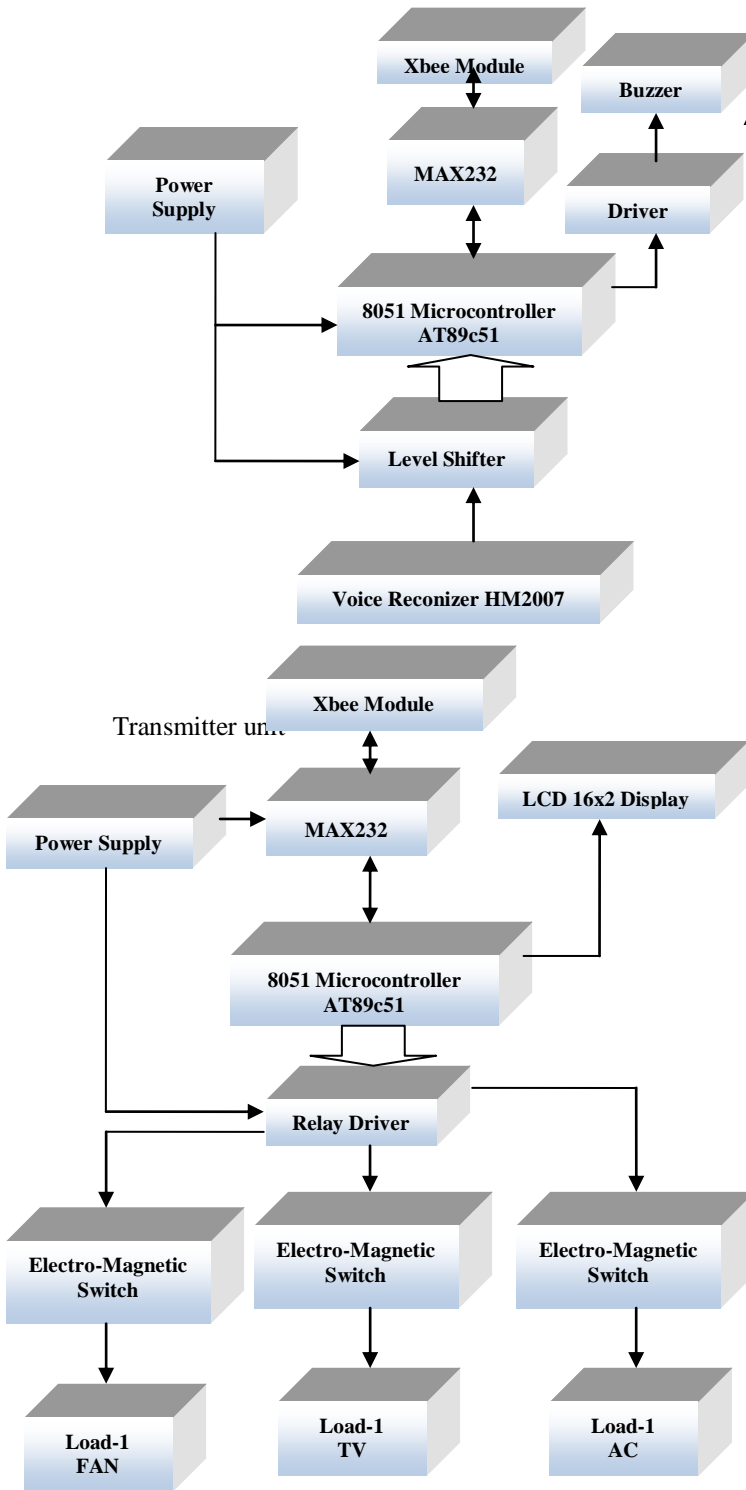 Xbee Module
Buzzer
MAX232
Power
Supply
Driver
8051 Microcontroller
AT89c51
Level Shifter
Voice Reconizer HM2007
Xbee Module
Transmitter unit
LCD 16x2 Display
MAX232
Power Supply
8051 Microcontroller
AT89c51
Relay Driver
Electro-Magnetic
Switch
Electro-Magnetic
Switch
Electro-Magnetic
Switch
Load-1
FAN
Load-1
TV
Load-1
AC